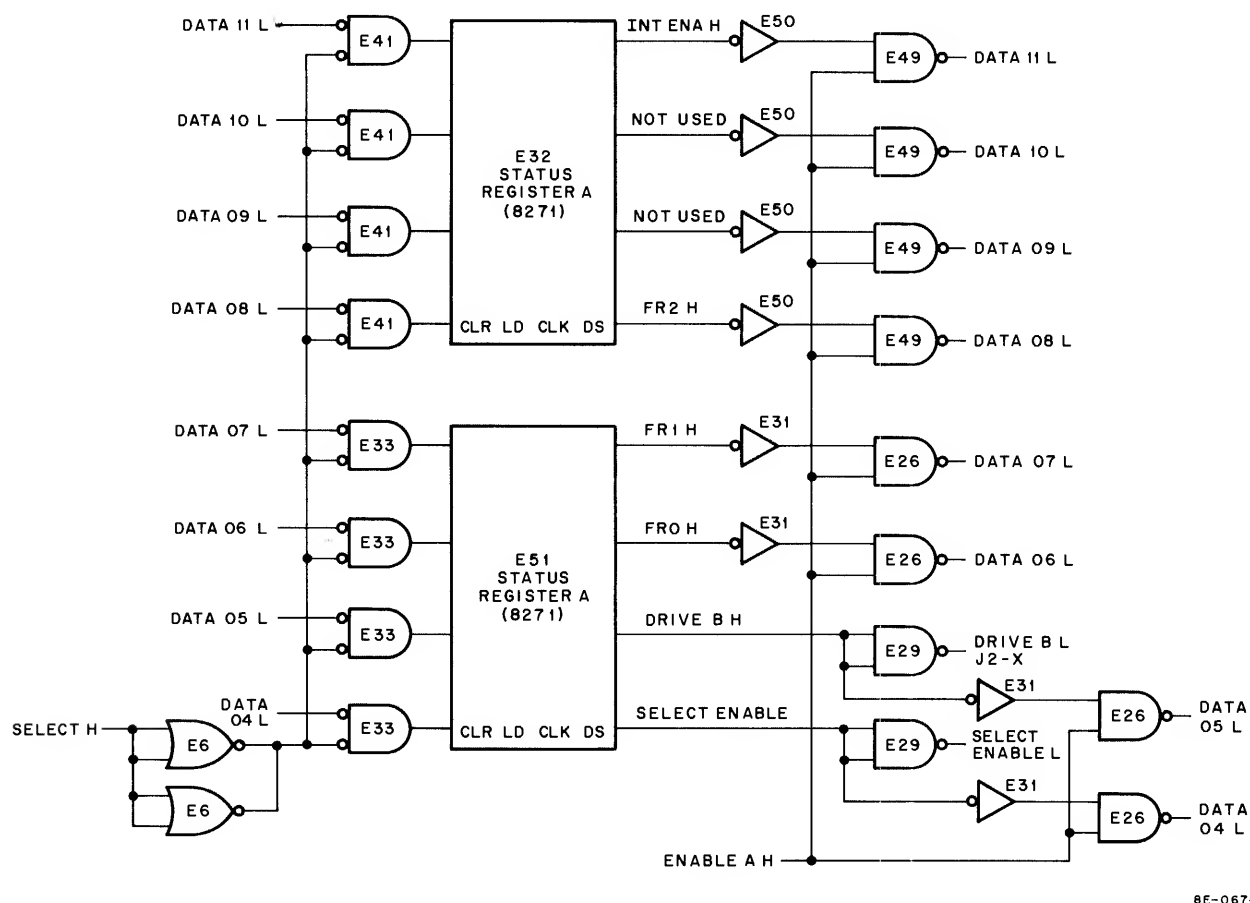 DATA 11 L
E41
INT ENA H
E50
E49
DATA 11 L
DATA 10 L
E41
NOT USED
E50
E49
DATA 10 L
E32
STATUS
REGISTER A
(8271)
DATA 09 L
E41
NOT USED
E50
E49
DATA 09 L
DATA 08 L
E41
CLR LD CLK DS
FR2 H
E50
E49
DATA 08 L
DATA 07 L
E33
FR1 H
E31
E26
DATA 07 L
DATA 06 L
E33
FR0 H
E31
E26
DATA 06 L
E51
STATUS
REGISTER A
(8271)
DATA 05 L
E33
DRIVE B H
E29
DRIVE B L
J2-X
E31
E26
DATA
05 L
DATA
04 L
E33
CLR LD CLK DS
SELECT ENABLE
E29
SELECT
ENABLE L
E31
E26
DATA
04 L
SELECT H
E6
E6
ENABLE A H